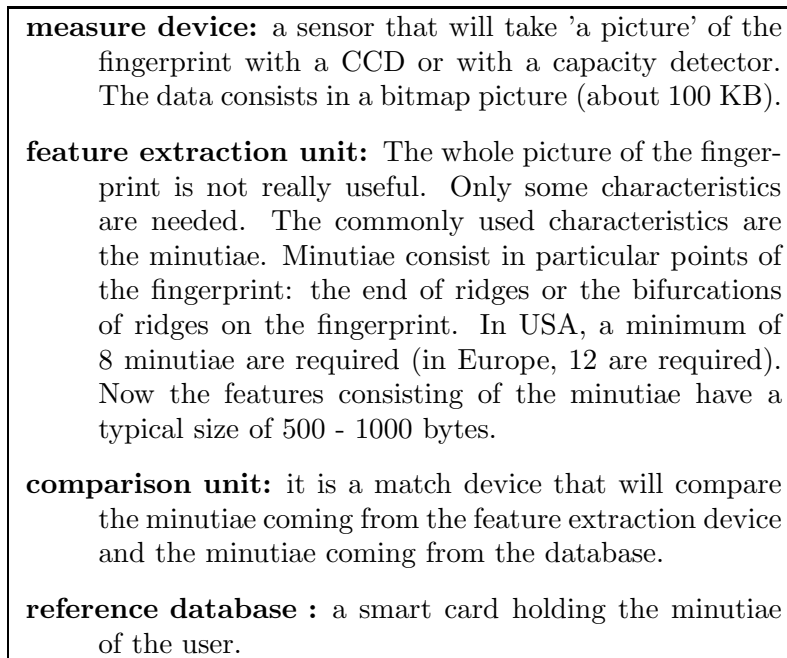 measure device: a sensor that will take 'a picture' of the
fingerprint with a CCD or with a capacity detector.
The data consists in a bitmap picture (about 100 KB).
feature extraction unit: The whole picture of the finger-
print is not really useful. Only some characteristics
are needed. The commonly used characteristics are
the minutiae. Minutiae consist in particular points of
the fingerprint: the end of ridges or the bifurcations
of ridges on the fingerprint. In USA, a minimum of
8 minutiae are required (in Europe, 12 are required).
Now the features consisting of the minutiae have a
typical size of 500 - 1000 bytes.
comparison unit: it is a match device that will compare
the minutiae coming from the feature extraction device
and the minutiae coming from the database.
reference database : a smart card holding the minutiae
of the user.